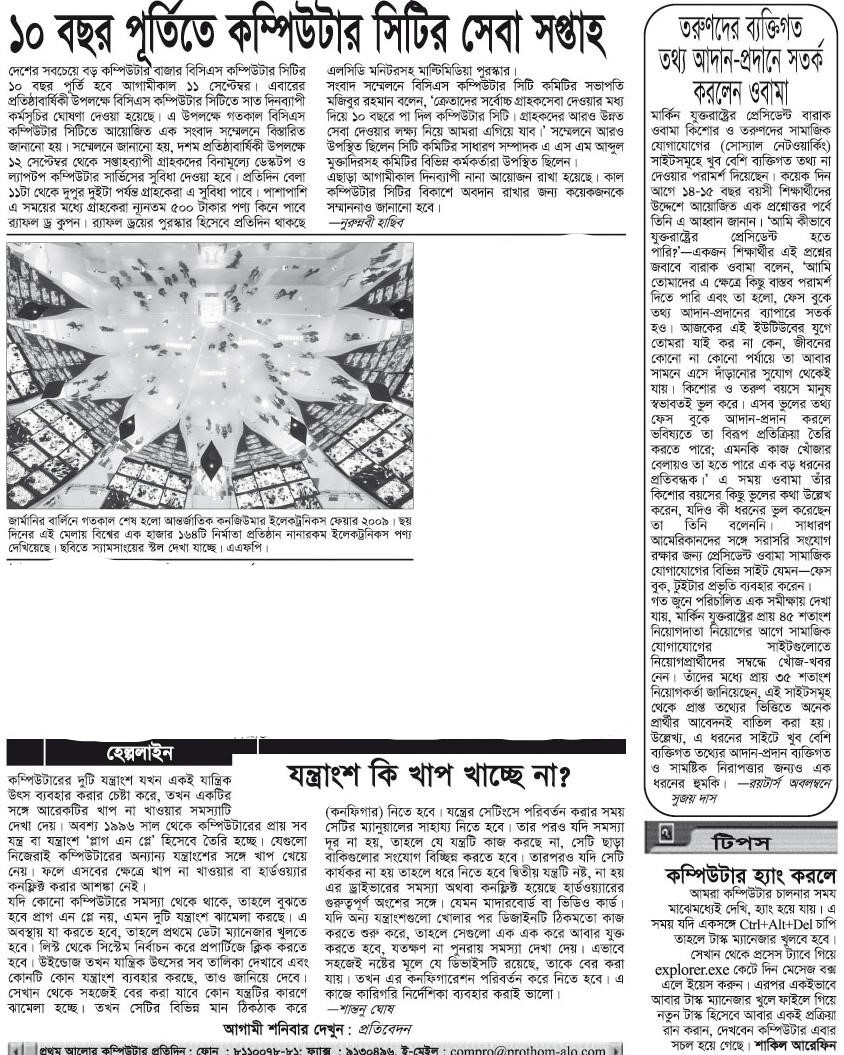 ১০ বছর পূর্তিতে কম্পিউটার সিটির সেবা সপ্তাহ
দেশের সবচেয়ে বড় কম্পিউটার বাজার বিসিএস কম্পিউটার সিটির
১০ বছর পূর্তি হবে আগামীকাল ১১ সেপ্টেম্বর। এবারের
প্রতিষ্ঠাবার্ষিকী উপলক্ষে বিসিএস কম্পিউটার সিটিতে সাত দিনব্যাপী
কর্মসূচির ঘোষণা দেওয়া হয়েছে। এ উপলক্ষে গতকাল বিসিএস
কম্পিউটার সিটিতে আয়োজিত এক সংবাদ সম্মেলনে বিস্তারিত
জানানো হয়। সম্মেলনে জানানো হয়, দশম প্রতিষ্ঠাবার্ষিকী উপলক্ষে
১২ সেপ্টেম্বর থেকে সপ্তাহব্যাপী গ্রাহকদের বিনামূল্যে ডেস্কটপ ও
ল্যাপটপ কম্পিউটার সার্ভিসের সুবিধা দেওয়া হবে। প্রতিদিন বেলা
১১টা থেকে দুপুর দুইটা পর্যন্ত গ্রাহকেরা এ সুবিধা পাবে। পাশাপাশি
এ সময়ের মধ্যে গ্রাহকেরা ন্যূনতম ৫০০ টাকার পণ্য কিনে পাবে
র‌্যাফল ড্র কুপন। র‌্যাফল ড্রয়ের পুরস্কার হিসেবে প্রতিদিন থাকছে
এলসিডি মনিটরসহ মাল্টিমিডিয়া পুরস্কার।
সংবাদ সম্মেলনে বিসিএস কম্পিউটার সিটি কমিটির সভাপতি
মজিবুর রহমান বলেন, ‘ক্রেতাদের সর্বোচ্চ গ্রাহকসেবা দেওয়ার মধ্য
দিয়ে ১০ বছরে পা দিল কম্পিউটার সিটি। গ্রাহকদের আরও উন্নত
সেবা দেওয়ার লক্ষ্য নিয়ে আমরা এগিয়ে যাব।’ সম্মেলনে আরও
উপস্থিত ছিলেন সিটি কমিটির সাধারণ সম্পাদক এ এস এম আব্দুল
মুক্তাদিরসহ কমিটির বিভিন্ন কর্মকর্তারা উপস্থিত ছিলেন।
এছাড়া আগামীকাল দিনব্যাপী নানা আয়োজন রাখা হয়েছে। কাল
কম্পিউটার সিটির বিকাশে অবদান রাখার জন্য কয়েকজনকে
সম্মাননাও জানানো হবে।
—নুরুন্নবী হাছিব
জার্মানির বার্লিনে গতকাল শেষ হলো আন্তর্জাতিক কনজিউমার ইলেকট্রনিকস ফেয়ার ২০০৯। ছয়
দিনের এই মেলায় বিশ্বের এক হাজার ১৬৪টি নির্মাতা প্রতিষ্ঠান নানারকম ইলেকট্রনিকস পণ্য
দেখিয়েছে। ছবিতে স্যামসাংয়ের স্টল দেখা যাচ্ছে। এএফপি।
তরুণদের ব্যক্তিগত
তথ্য আদান-প্রদানে সতর্ক
করলেন ওবামা
মার্কিন যুক্তরাষ্ট্রের প্রেসিডেন্ট বারাক
ওবামা কিশোর ও তরুণদের সামাজিক
যোগাযোগের (সোস্যাল নেটওয়ার্কিং)
সাইটসমূহে খুব বেশি ব্যক্তিগত তথ্য না
দেওয়ার পরামর্শ দিয়েছেন। কয়েক দিন
আগে ১৪-১৫ বছর বয়সী শিক্ষার্থীদের
উদ্দেশে আয়োজিত এক প্রশ্নোত্তর পর্বে
তিনি এ আহ্বান জানান। ‘আমি কীভাবে
যুক্তরাষ্ট্রের প্রেসিডেন্ট হতে
পারি?’—একজন শিক্ষার্থীর এই প্রশ্নের
জবাবে বারাক ওবামা বলেন, ‘আামি
তোমাদের এ ক্ষেত্রে কিছু বাস্তব পরামর্শ
দিতে পারি এবং তা হলো, ফেস বুকে
তথ্য আদান-প্রদানের ব্যাপারে সতর্ক
হও। আজকের এই ইউটিউবের যুগে
তোমরা যাই কর না কেন, জীবনের
কোনো না কোনো পর্যায়ে তা আবার
সামনে এসে দাঁড়ানোর সুযোগ থেকেই
যায়। কিশোর ও তরুণ বয়সে মানুষ
স্বভাবতই ভুল করে। এসব ভুলের তথ্য
ফেস বুকে আদান-প্রদান করলে
ভবিষ্যতে তা বিরূপ প্রতিক্রিয়া তৈরি
করতে পারে; এমনকি কাজ খোঁজার
বেলায়ও তা হতে পারে এক বড় ধরনের
প্রতিবন্ধক।’ এ সময় ওবামা তাঁর
কিশোর বয়সের কিছু ভুলের কথা উল্লেখ
করেন, যদিও কী ধরনের ভুল করেছেন
তা তিনি বলেননি। সাধারণ
আমেরিকানদের সঙ্গে সরাসরি সংযোগ
রক্ষার জন্য প্রেসিডেন্ট ওবামা সামাজিক
যোগাযোগের বিভিন্ন সাইট যেমন—ফেস
বুক, টুইটার প্রভৃতি ব্যবহার করেন।
গত জুনে পরিচালিত এক সমীক্ষায় দেখা
যায়, মার্কিন যুক্তরাষ্ট্রের প্রায় ৪৫ শতাংশ
নিয়োগদাতা নিয়োগের আগে সামাজিক
যোগাযোগের সাইটগুলোতে
নিয়োগপ্রার্থীদের সম্বন্ধে খোঁজ-খবর
নেন। তাঁদের মধ্যে প্রায় ৩৫ শতাংশ
নিয়োগকর্তা জানিয়েছেন, এই সাইটসমূহ
থেকে প্রাপ্ত তথ্যের ভিত্তিতে অনেক
প্রার্থীর আবেদনই বাতিল করা হয়।
উল্লেখ্য, এ ধরনের সাইটে খুব বেশি
ব্যক্তিগত তথ্যের আদান-প্রদান ব্যক্তিগত
ও সামষ্টিক নিরাপত্তার জন্যও এক
ধরনের হুমকি। —রয়টার্স অবলম্বনে
সুজয় দাস
হেল্পলাইন
যন্ত্রাংশ কি খাপ খাচ্ছে না?
কম্পিউটারের দুটি যন্ত্রাংশ যখন একই যান্ত্রিক
উৎস ব্যবহার করার চেষ্টা করে, তখন একটির
সঙ্গে আরেকটির খাপ না খাওয়ার সমস্যাটি
দেখা দেয়। অবশ্য ১৯৯৬ সাল থেকে কম্পিউটারের প্রায় সব
যন্ত্র বা যন্ত্রাংশ ‘প্লাগ এন প্লে’ হিসেবে তৈরি হচ্ছে। যেগুলো
নিজেরাই কম্পিউটারের অন্যান্য যন্ত্রাংশের সঙ্গে খাপ খেয়ে
নেয়। ফলে এসবের ক্ষেত্রে খাপ না খাওয়ার বা হার্ডওয়্যার
কনফ্লিক্ট করার আশঙ্কা নেই।
যদি কোনো কম্পিউটারে সমস্যা থেকে থাকে, তাহলে বুঝতে
হবে প্লাগ এন প্লে নয়, এমন দুটি যন্ত্রাংশ ঝামেলা করছে। এ
অবস্থায় যা করতে হবে, তাহলে প্রথমে ডেটা ম্যানেজার খুলতে
হবে। লিস্ট থেকে সিস্টেম নির্বাচন করে প্রপার্টিজে ক্লিক করতে
হবে। উইন্ডোজ তখন যান্ত্রিক উৎসের সব তালিকা দেখাবে এবং
কোনটি কোন যন্ত্রাংশ ব্যবহার করছে, তাও জানিয়ে দেবে।
সেখান থেকে সহজেই বের করা যাবে কোন যন্ত্রটির কারণে
ঝামেলা হচ্ছে। তখন সেটির বিভিন্ন মান ঠিকঠাক করে
(কনফিগার) নিতে হবে। যন্ত্রের সেটিংসে পরিবর্তন করার সময়
সেটির ম্যানুয়ালের সাহায্য নিতে হবে। তার পরও যদি সমস্যা
দূর না হয়, তাহলে যে যন্ত্রটি কাজ করছে না, সেটি ছাড়া
বাকিগুলোর সংযোগ বিচ্ছিন্ন করতে হবে। তারপরও যদি সেটি
কার্যকর না হয় তাহলে ধরে নিতে হবে দ্বিতীয় যন্ত্রটি নষ্ট, না হয়
এর ড্রাইভারের সমস্যা অথবা কনফ্লিক্ট হয়েছে হার্ডওয়্যারের
গুরুত্বপূর্ণ অংশের সঙ্গে। যেমন মাদারবোর্ড বা ভিডিও কার্ড।
যদি অন্য যন্ত্রাংশগুলো খোলার পর ডিজাইনটি ঠিকমতো কাজ
করতে শুরু করে, তাহলে সেগুলো এক এক করে আবার যুক্ত
করতে হবে, যতক্ষণ না পুনরায় সমস্যা দেখা দেয়। এভাবে
সহজেই নষ্টের মূলে যে ডিভাইসটি রয়েছে, তাকে বের করা
যায়। তখন এর কনফিগারেশন পরিবর্তন করে নিতে হবে। এ
কাজে কারিগরি নির্দেশিকা ব্যবহার করাই ভালো।
—শান্তনু ঘোষ
আগামী শনিবার দেখুন : প্রতিবেদন
টিপস
কম্পিউটার হ্যাং করলে
আমরা কম্পিউটার চালনার সময
মাঝেমধ্যেই দেখি, হ্যাং হয়ে যায়। এ
সময় যদি একসঙ্গে Ctrl+Alt+Del চাপি
তাহলে টাস্ক ম্যানেজার খুলবে হবে।
সেখান থেকে প্রসেস ট্যাবে গিয়ে
explorer.exe কেটে দিন মেসেজ বক্স
এলে ইয়েস করুন। এরপর একইভাবে
আবার টাস্ক ম্যানেজার খুলে ফাইলে গিয়ে
নতুন টাস্ক হিসেবে আবার একই প্রক্রিয়া
রান করান, দেখবেন কম্পিউটার এবার
সচল হয়ে গেছে। শাকিল আরেফিন
প্রথম আলোর কম্পিউটার প্রতিদিন : ফোন : ৮১১০০৭৮-৮১; ফ্যাক্স : ৯১৩০৪৯৬, ই-মেইল : compro@prothom-alo.com